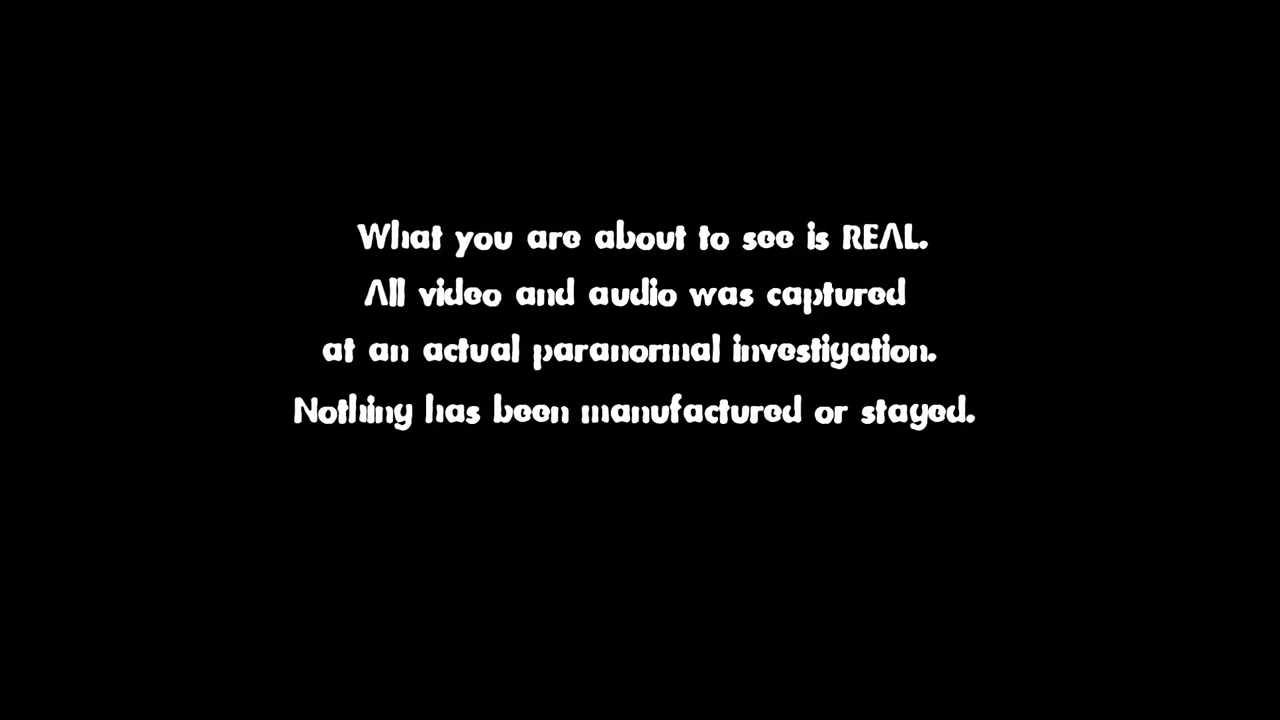 What you are about to see is REAL.
All video and audio was captured
at an actual paranormal investigation.
Nothing has been manufactured or stayed.